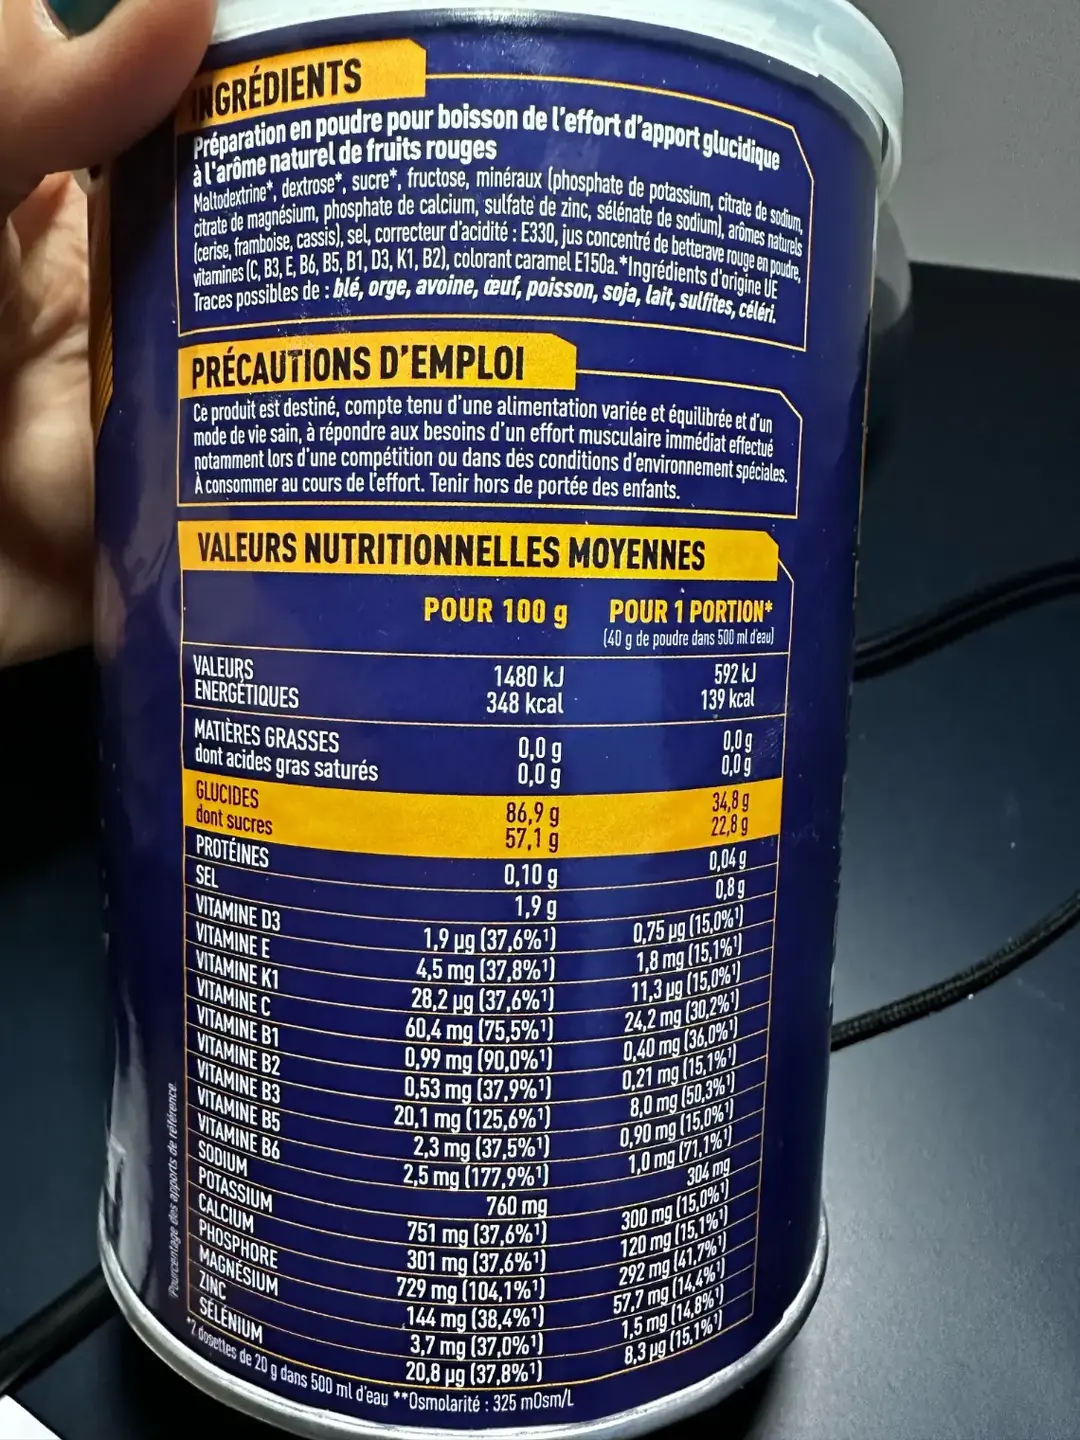 INGRÉDIENTS
Préparation en poudre pour boisson de l'effort d'apport glucidique
à l'arôme naturel de fruits rouges
Maltodextrine*, dextrose*, sucre*, fructose, minéraux (phosphate de potassium, citrate de sodium,
citrate de magnésium, phosphate de calcium, sulfate de zinc, sélénate de sodium), arômes naturels
(cerise, framboise, cassis), sel, correcteur d'acidité : E330, jus concentré de betterave rouge en poudre,
vitamines (C, B3, E, B6, B5, B1, D3, K1, B2), colorant caramel E150a. *Ingrédients d'origine UE
Traces possibles de : blé, orge, avoine, œuf, poisson, soja, lait, sulfites, céleri.
PRÉCAUTIONS D'EMPLOI
Ce produit est destiné, compte tenu d'une alimentation variée et équilibrée et d'un
mode de vie sain, à répondre aux besoins d'un effort musculaire immédiat effectué
notamment lors d'une compétition ou dans des conditions d'environnement spéciales.
À consommer au cours de l'effort. Tenir hors de portée des enfants.
VALEURS NUTRITIONNELLES MOYENNES
POUR 100 g POUR 1 PORTION*
(40 g de poudre dans 500 ml d'eau)
VALEURS 1480 kJ 592 kJ
ÉNERGÉTIQUES 348 kcal 139 kcal
MATIÈRES GRASSES 0,0 g 0,0 g
dont acides gras saturés 0,0 g 0,0 g
GLUCIDES 86,9 g 34,8 g
dont sucres 57,1 g 22,8 g
PROTÉINES 0,10 g 0,04 g
SEL 1,9 g 0,8 g
VITAMINE D3 1,9 µg (37,6%¹) 0,75 µg (15,0%¹)
VITAMINE E 4,5 mg (37,8%¹) 1,8 mg (15,1%¹)
VITAMINE K1 28,2 µg (37,6%¹) 11,3 µg (15,0%¹)
VITAMINE C 60,4 mg (75,5%¹) 24,2 mg (30,2%¹)
VITAMINE B1 0,99 mg (90,0%¹) 0,40 mg (36,0%¹)
VITAMINE B2 0,53 mg (37,9%¹) 0,21 mg (15,1%¹)
VITAMINE B3 20,1 mg (125,6%¹) 8,0 mg (50,3%¹)
VITAMINE B5 2,3 mg (37,5%¹) 0,90 mg (15,0%¹)
VITAMINE B6 2,5 mg (177,9%¹) 1,0 mg (71,1%¹)
SODIUM 760 mg 304 mg
POTASSIUM 751 mg (37,6%¹) 300 mg (15,0%¹)
CALCIUM 301 mg (37,6%¹) 120 mg (15,1%¹)
PHOSPHORE 729 mg (104,1%¹) 292 mg (41,7%¹)
MAGNÉSIUM 144 mg (38,4%¹) 57,7 mg (14,4%¹)
ZINC 3,7 mg (37,0%¹) 1,5 mg (14,8%¹)
SÉLÉNIUM 20,8 µg (37,8%¹) 8,3 µg (15,1%¹)
*2 dosettes de 20 g dans 500 ml d'eau **Osmolarité : 325 mOsm/L
Pourcentage des apports de référence.